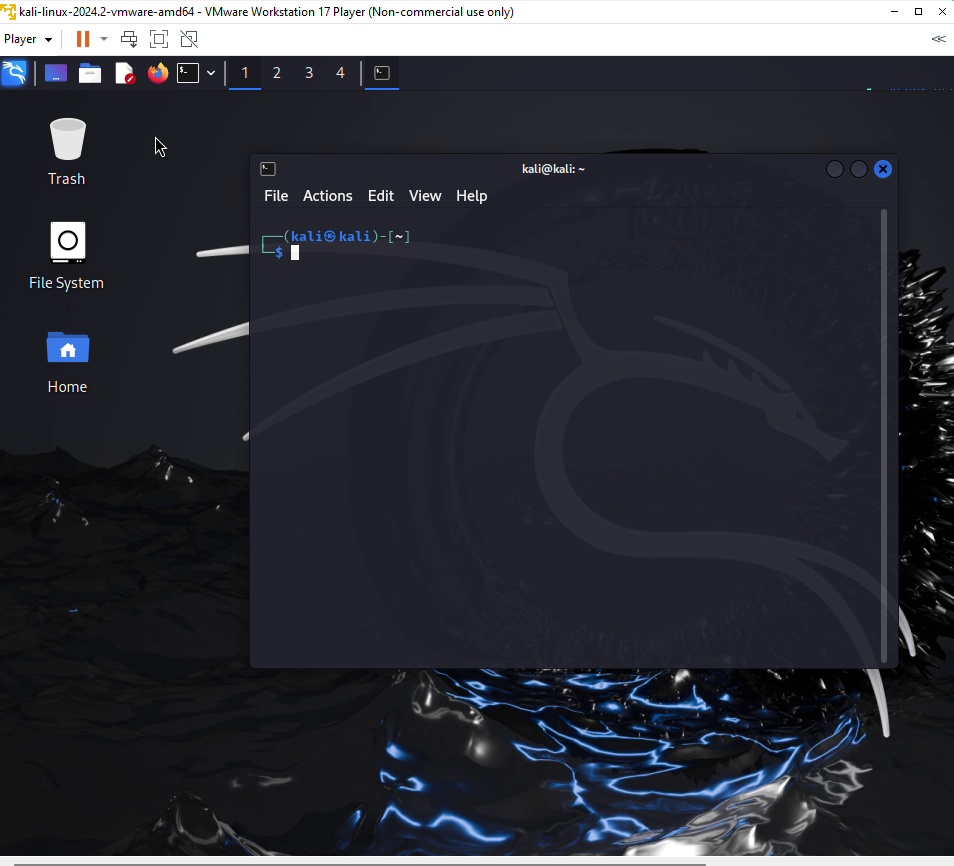 kali-linux-2024.2-vmware-amd64 - VMware Workstation 17 Player (Non-commercial use only)
Player
1 2 3 4
Trash
File System
Home
kali@kali: ~
File Actions Edit View Help
┌──(kali㉿kali)-[~]
└─$